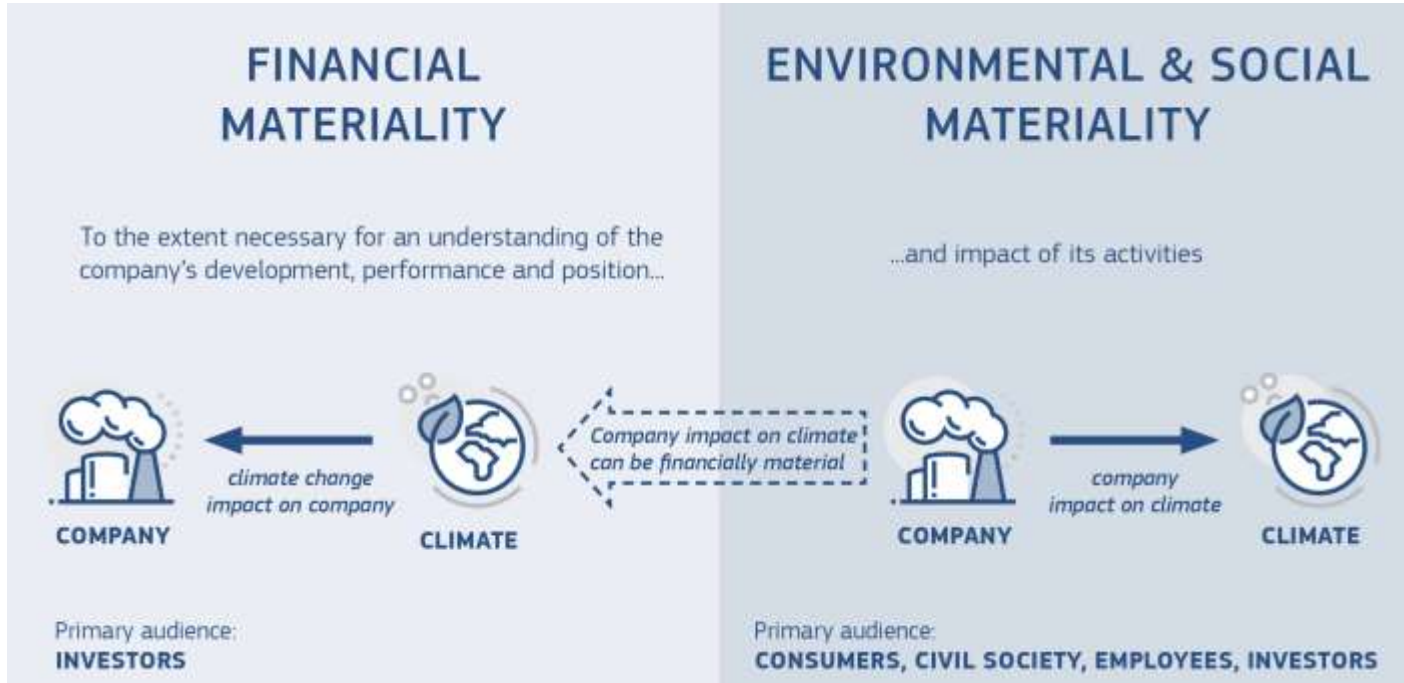 FINANCIAL
MATERIALITY
To the extent necessary for an understanding of the
company's development, performance and position...
COMPANY
climate change
impact on company
CLIMATE
Primary audience:
INVESTORS
Company impact on climate
can be financially material
ENVIRONMENTAL & SOCIAL
MATERIALITY
...and impact of its activities
COMPANY
company
impact on climate
CLIMATE
Primary audience:
CONSUMERS, CIVIL SOCIETY, EMPLOYEES, INVESTORS